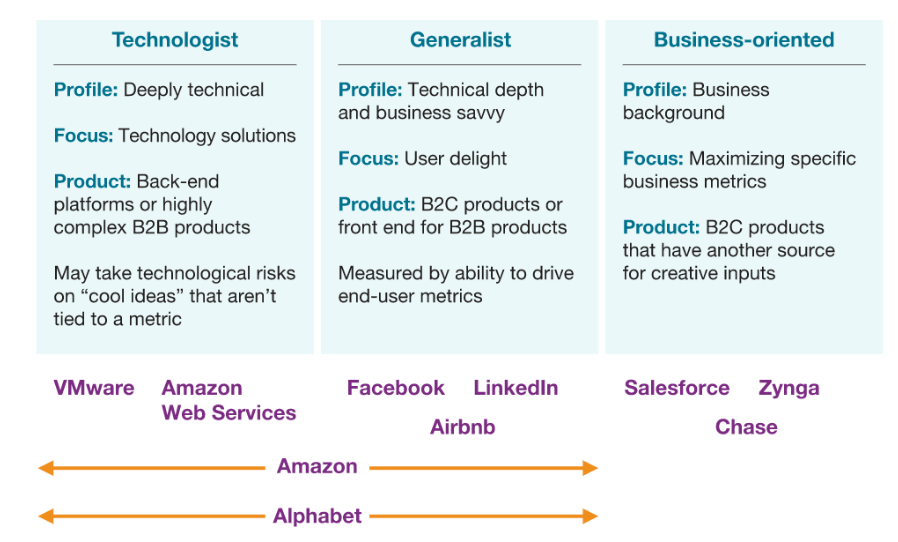 Technologist
Profile: Deeply technical
Focus: Technology solutions
Product: Back-end
platforms or highly
complex B2B products
May take technological risks
on “cool ideas” that aren’t
tied to a metric
Generalist
Profile: Technical depth
and business savvy
Focus: User delight
Product: B2C products or
front end for B2B products
Measured by ability to drive
end-user metrics
Business-oriented
Profile: Business
background
Focus: Maximizing specific
business metrics
Product: B2C products
that have another source
for creative inputs
VMware
Amazon
Web Services
Facebook
LinkedIn
Airbnb
Salesforce
Zynga
Chase
Amazon
Alphabet